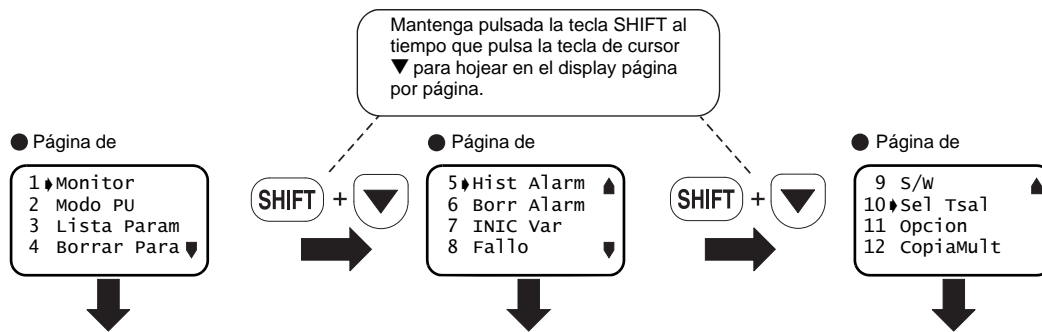 Mantenga pulsada la tecla SHIFT al
tiempo que pulsa la tecla de cursor
▼ para hojear en el display página
por página.
● Página de
● Página de
● Página de
1 Monitor
2 Modo PU
3 Lista Param
4 Borrar Para
SHIFT + ▼
5 Hist Alarm
6 Borr Alarm
7 INIC Var
8 Fallo
SHIFT + ▼
9 S/W
10 Sel Tsal
11 Opcion
12 CopiaMult